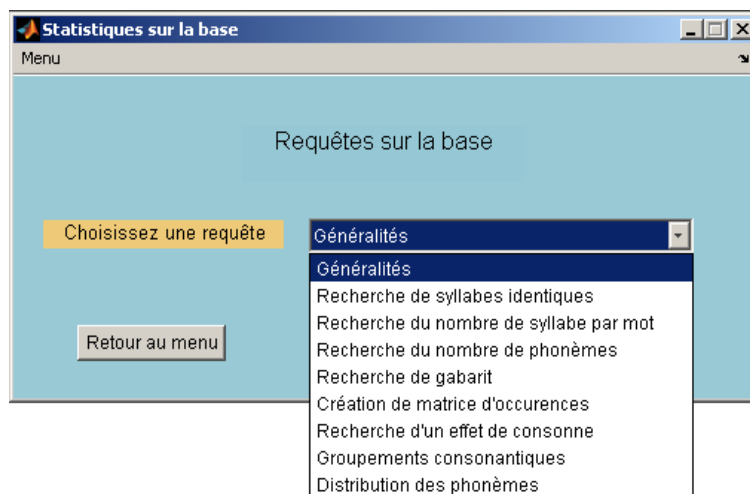 Statistiques sur la base
Menu
Requêtes sur la base
Choisissez une requête
Généralités
Généralités
Recherche de syllabes identiques
Recherche du nombre de syllabe par mot
Recherche du nombre de phonèmes
Recherche de gabarit
Création de matrice d'occurences
Recherche d'un effet de consonne
Groupements consonantiques
Distribution des phonèmes
Retour au menu